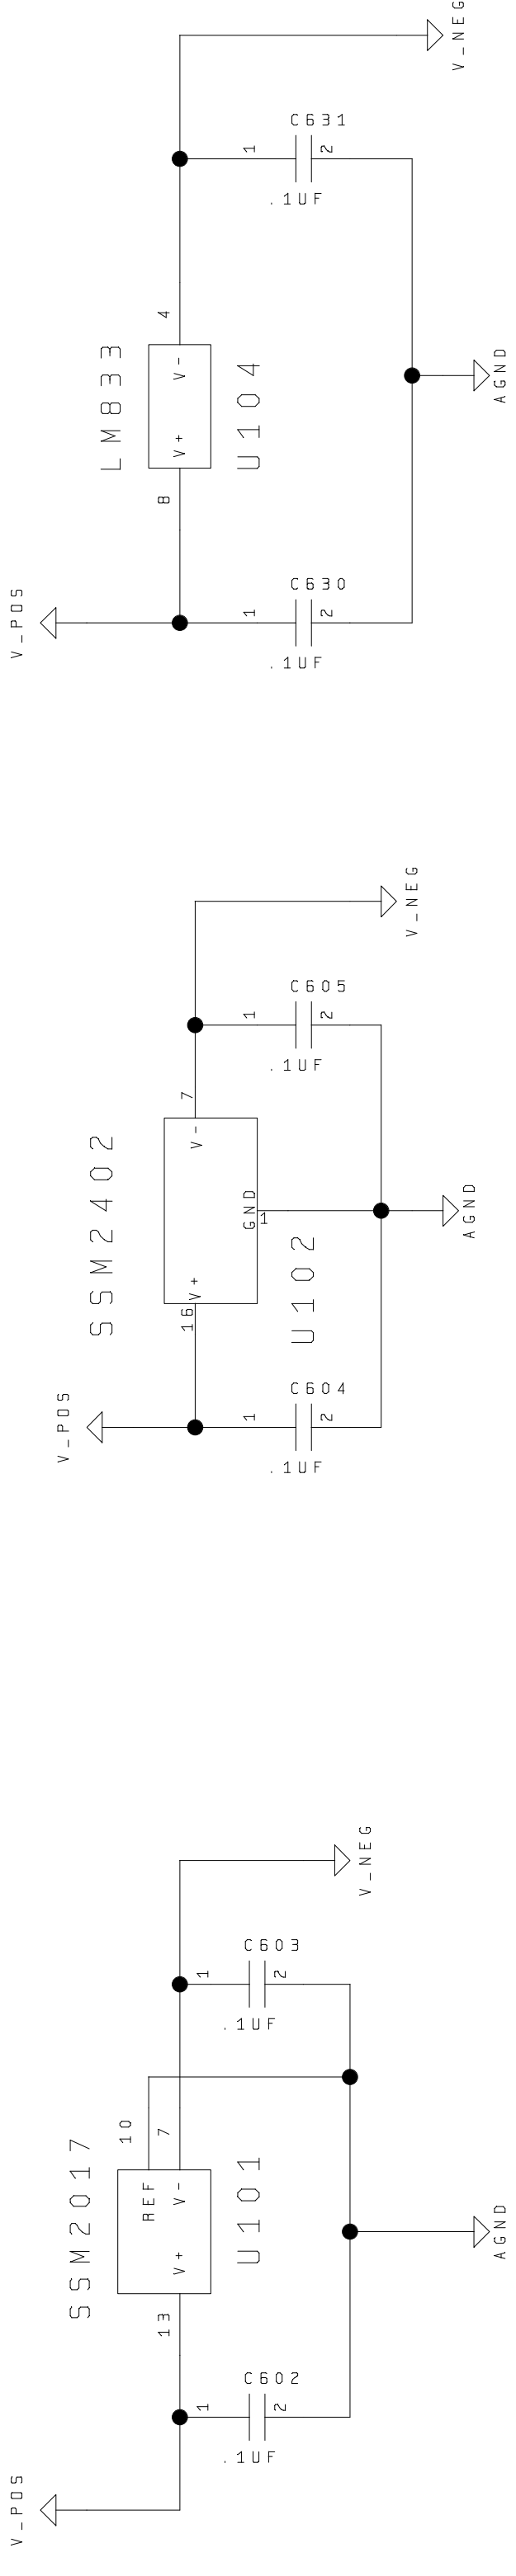 V_POS
SSM2017
13
V+
REF
V-
10
7
U101
C602
1
2
.1UF
C603
1
2
.1UF
V_NEG
AGND
V_POS
SSM2402
16
V+
V-
7
GND
1
U102
C604
1
2
.1UF
C605
1
2
.1UF
V_NEG
AGND
V_POS
LM833
8
V+
V-
4
U104
C630
1
2
.1UF
C631
1
2
.1UF
V_NEG
AGND